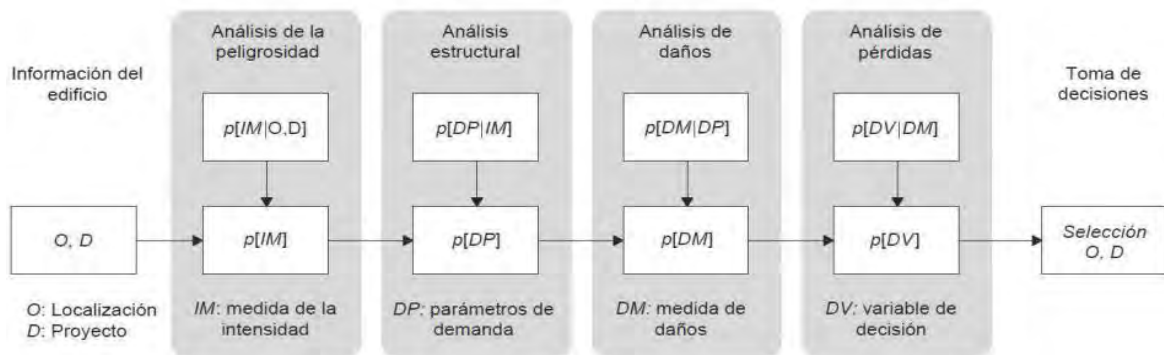 Información del
edificio
O, D
O: Localización
D: Proyecto
Análisis de la
peligrosidad
p[IM|O,D]
p[IM]
IM: medida de la
intensidad
Análisis
estructural
p[DP|IM]
p[DP]
DP: parámetros de
demanda
Análisis de
daños
p[DM|DP]
p[DM]
DM: medida de
daños
Análisis de
pérdidas
p[DV|DM]
p[DV]
DV: variable de
decisión
Toma de
decisiones
Selección
O, D